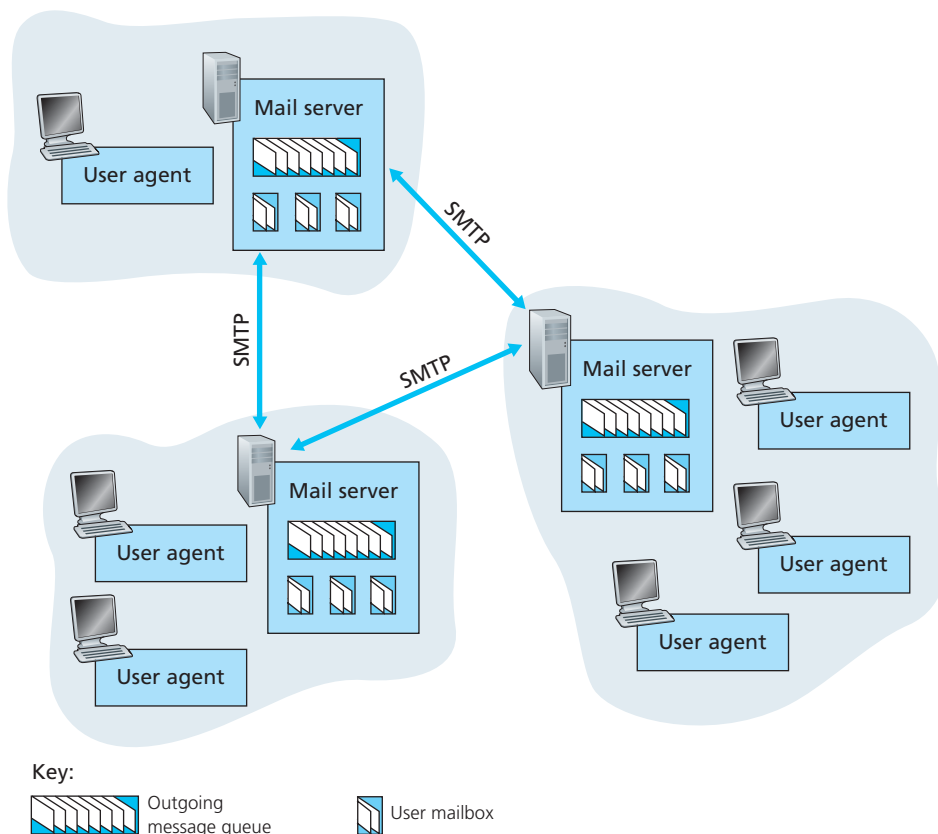 Mail server
User agent
SMTP
SMTP
SMTP
Mail server
User agent
User agent
User agent
Mail server
User agent
User agent
Key:
Outgoing
message queue
User mailbox